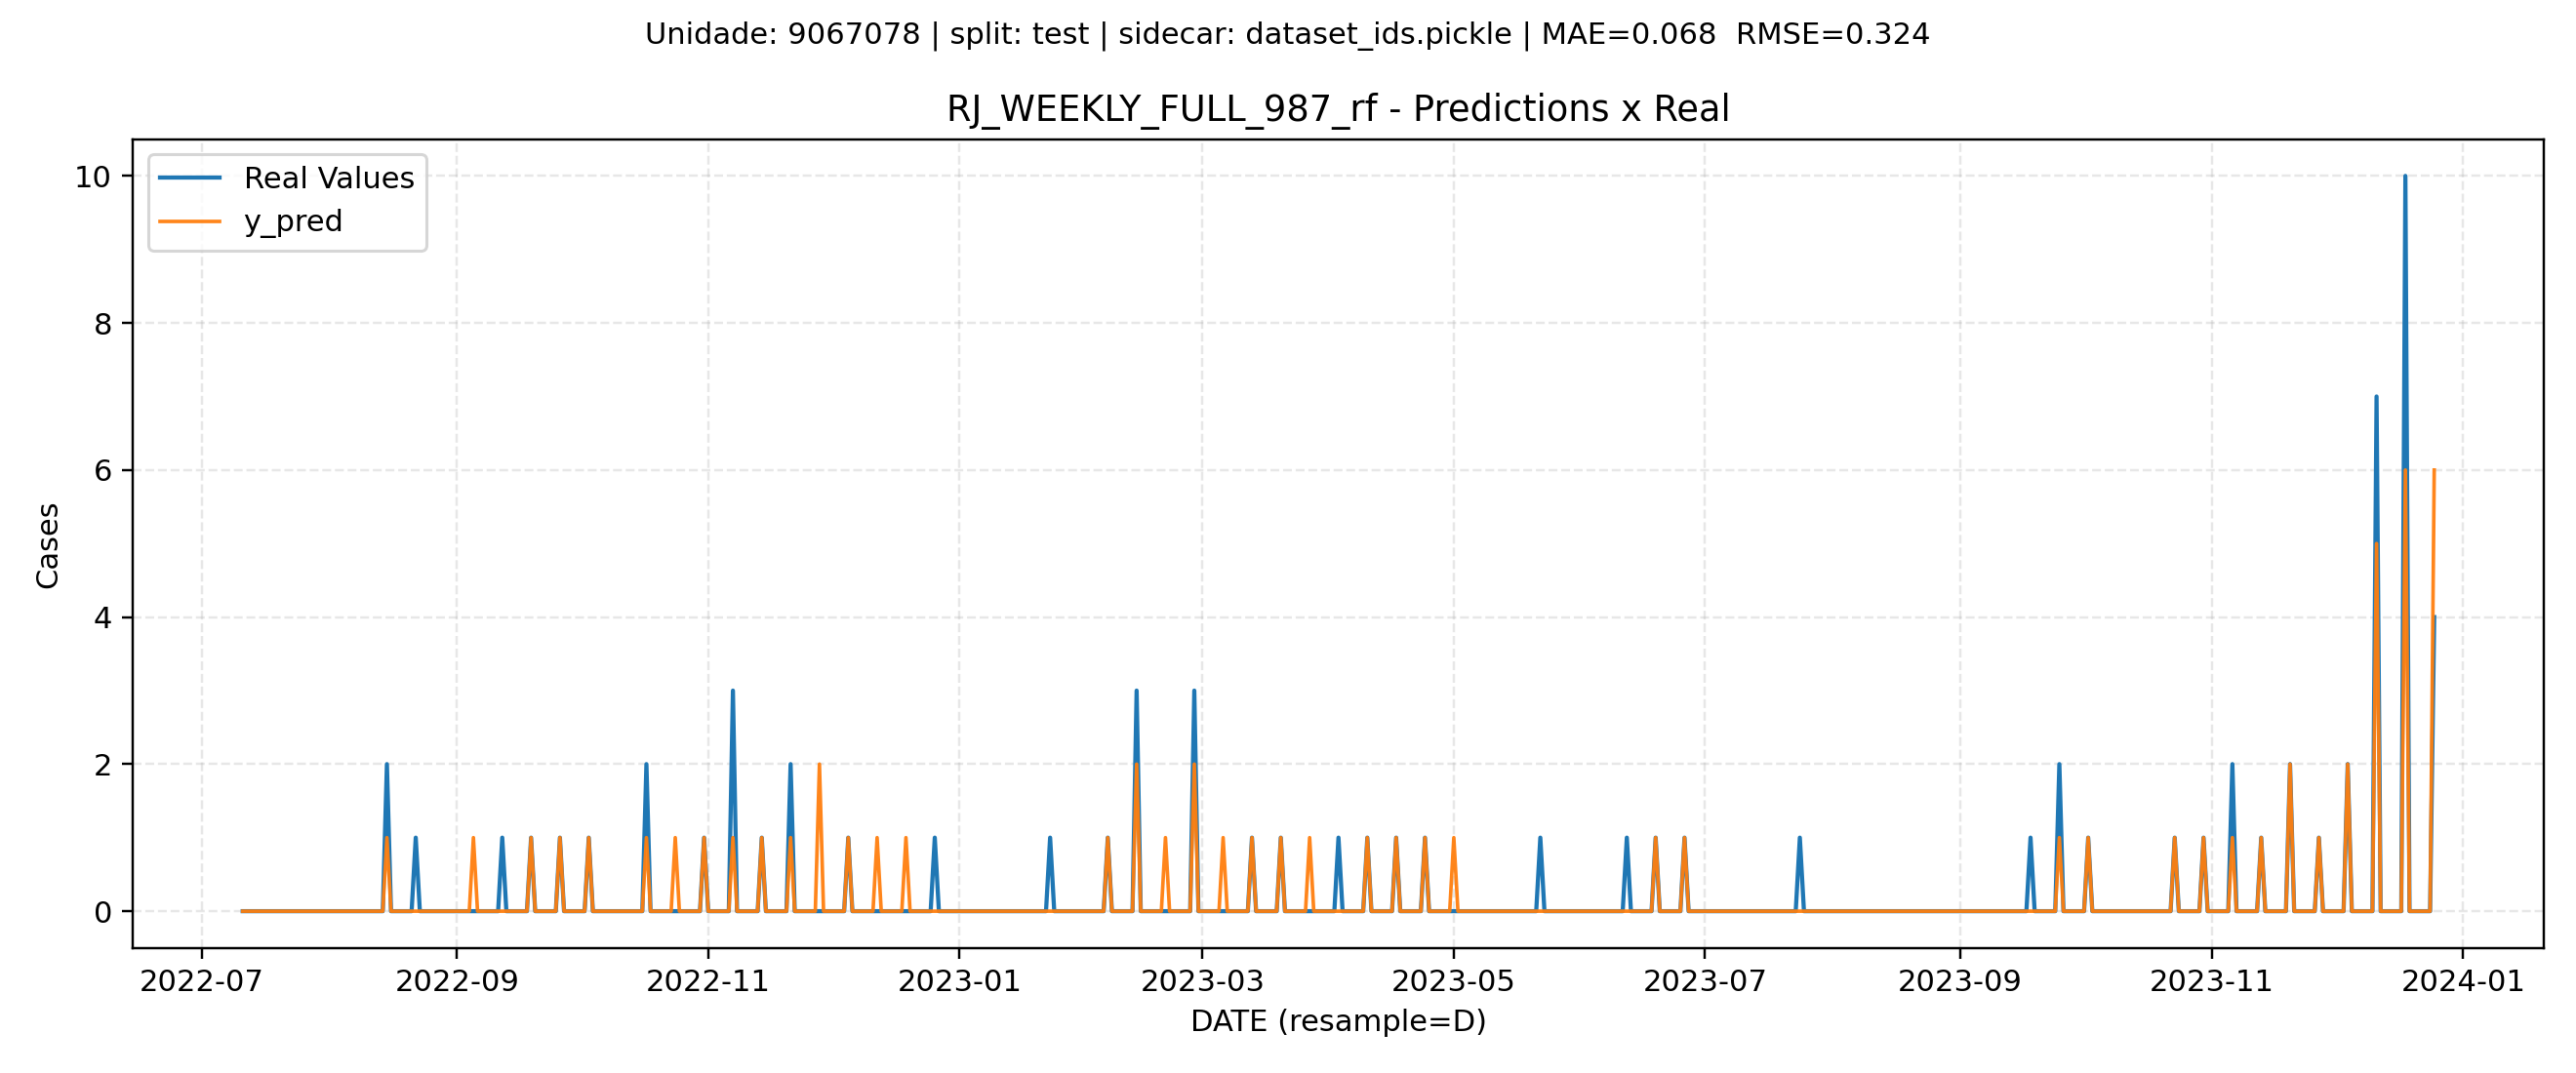 Unidade: 9067078 | split: test | sidecar: dataset_ids.pickle | MAE=0.068  RMSE=0.324
RJ_WEEKLY_FULL_987_rf - Predictions x Real
Real Values
y_pred
10
8
6
4
2
0
Cases
2022-07 2022-09 2022-11 2023-01 2023-03 2023-05 2023-07 2023-09 2023-11 2024-01
DATE (resample=D)